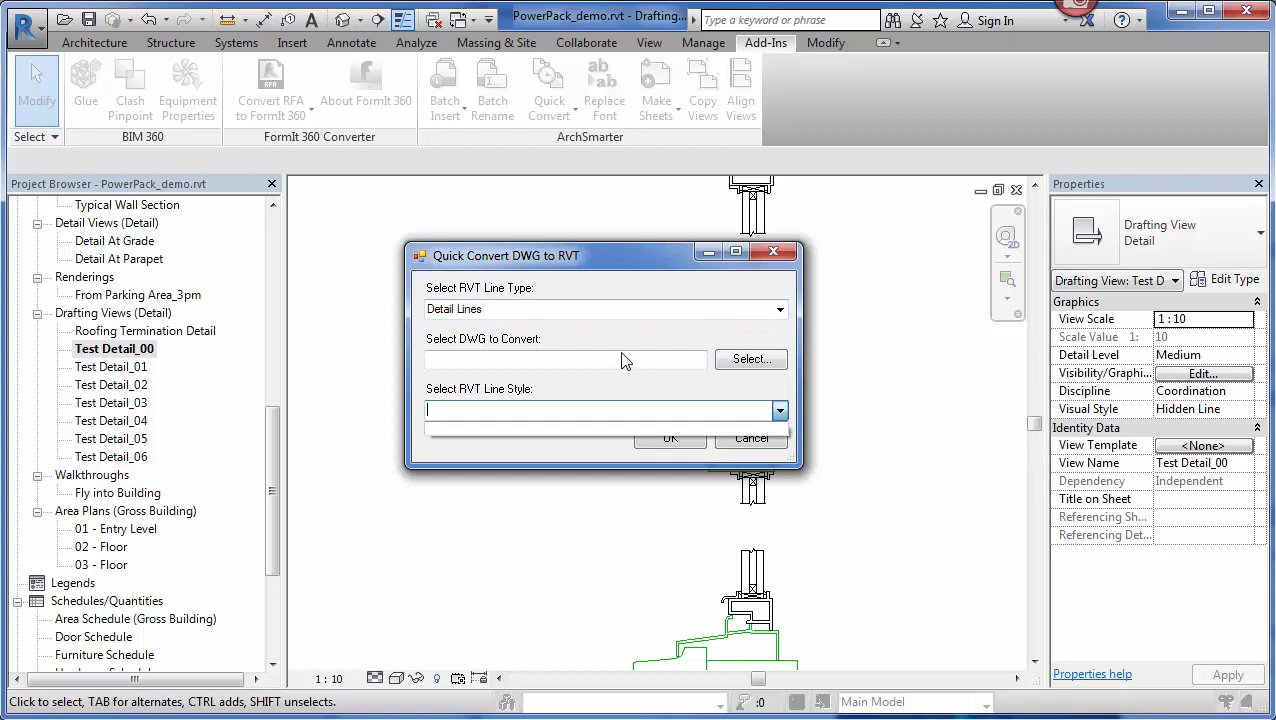 PowerPack_demo.rvt - Drafting...
Type a keyword or phrase
Sign In
Architecture
Structure
Systems
Insert
Annotate
Analyze
Massing & Site
Collaborate
View
Manage
Add-Ins
Modify
Modify
Glue
Clash Pinpoint
Equipment Properties
Convert RFA to FormIt 360
About FormIt 360
Batch Insert
Batch Rename
Quick Convert
Replace Font
Make Sheets
Copy Views
Align Views
Select
BIM 360
FormIt 360 Converter
ArchSmarter
Project Browser - PowerPack_demo.rvt
Typical Wall Section
Detail Views (Detail)
Detail At Grade
Detail At Parapet
Renderings
From Parking Area_3pm
Drafting Views (Detail)
Roofing Termination Detail
Test Detail_00
Test Detail_01
Test Detail_02
Test Detail_03
Test Detail_04
Test Detail_05
Test Detail_06
Walkthroughs
Fly into Building
Area Plans (Gross Building)
01 - Entry Level
02 - Floor
03 - Floor
Legends
Schedules/Quantities
Area Schedule (Gross Building)
Door Schedule
Furniture Schedule
Quick Convert DWG to RVT
Select RVT Line Type:
Detail Lines
Select DWG to Convert:
Select...
Select RVT Line Style:
OK
Cancel
2D
Properties
Drafting View
Detail
Drafting View: Test D
Edit Type
Graphics
View Scale
1 : 10
Scale Value 1:
10
Detail Level
Medium
Visibility/Graphi...
Edit...
Discipline
Coordination
Visual Style
Hidden Line
Identity Data
View Template
<None>
View Name
Test Detail_00
Dependency
Independent
Title on Sheet
Referencing Sh...
Referencing Det...
Properties help
Apply
1 : 10
Click to select, TAB for alternates, CTRL adds, SHIFT unselects.
:0
Main Model